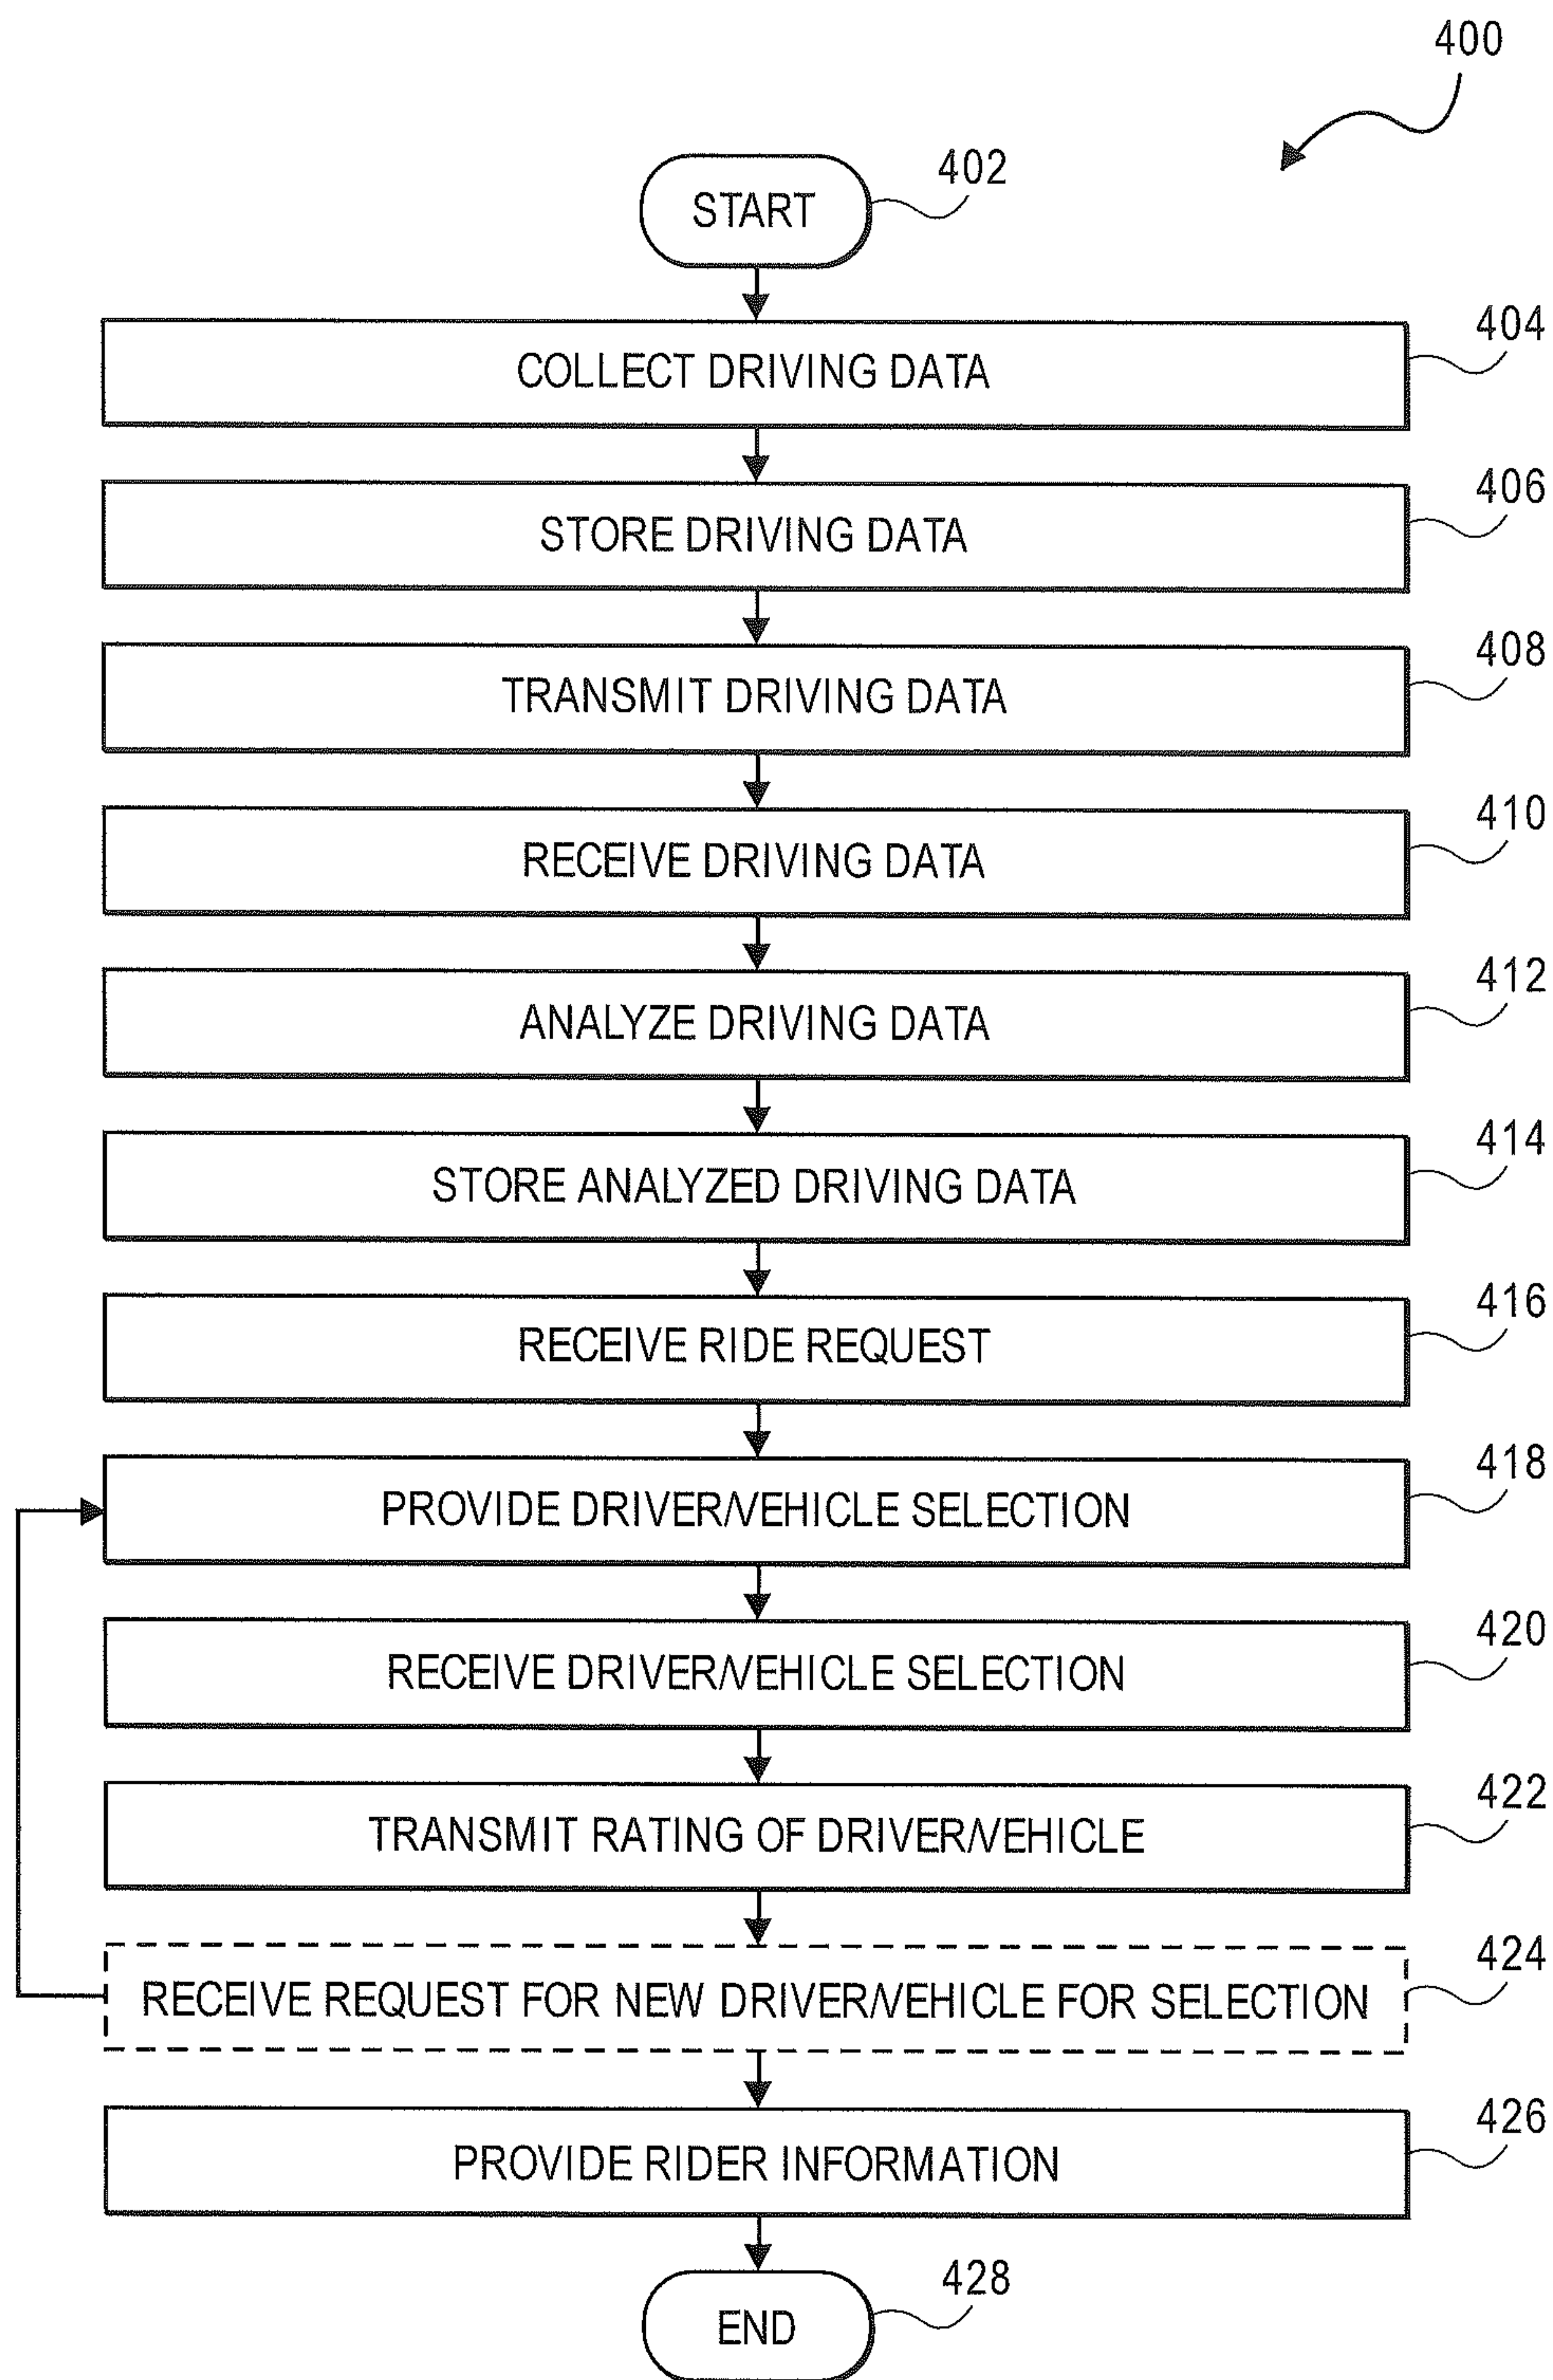 400
START
402
COLLECT DRIVING DATA
404
STORE DRIVING DATA
406
TRANSMIT DRIVING DATA
408
RECEIVE DRIVING DATA
410
ANALYZE DRIVING DATA
412
STORE ANALYZED DRIVING DATA
414
RECEIVE RIDE REQUEST
416
PROVIDE DRIVER/VEHICLE SELECTION
418
RECEIVE DRIVER/VEHICLE SELECTION
420
TRANSMIT RATING OF DRIVER/VEHICLE
422
RECEIVE REQUEST FOR NEW DRIVER/VEHICLE FOR SELECTION
424
PROVIDE RIDER INFORMATION
426
END
428